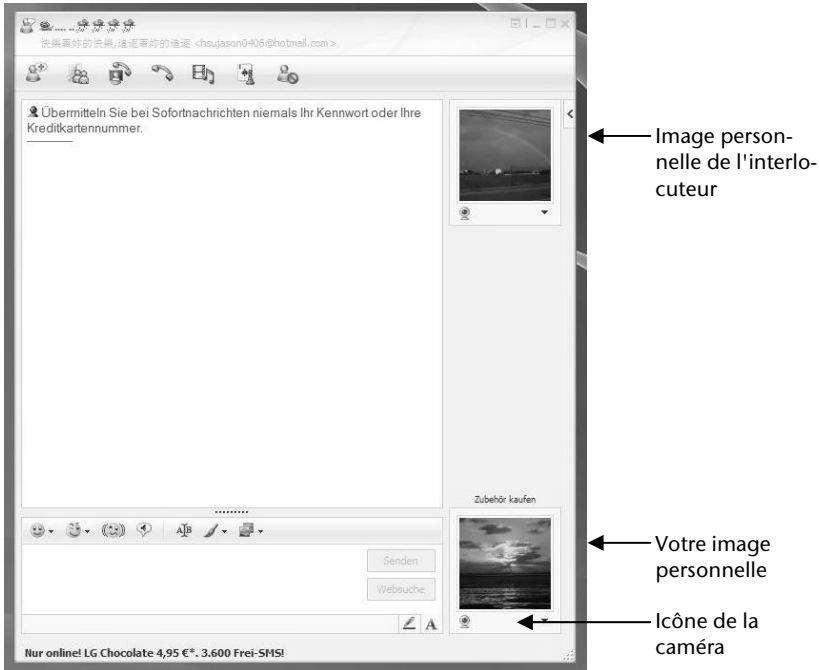 快樂著妳的快樂,逍遙著妳的逍遙 <hsujason0406@hotmail.com>
Übermitteln Sie bei Sofortnachrichten niemals Ihr Kennwort oder Ihre
Kreditkartennummer.
Image person-
nelle de l'interlo-
cuteur
Zubehör kaufen
Senden
Websuche
Votre image
personnelle
Icône de la
caméra
Nur online! LG Chocolate 4,95 €*. 3.600 Frei-SMS!